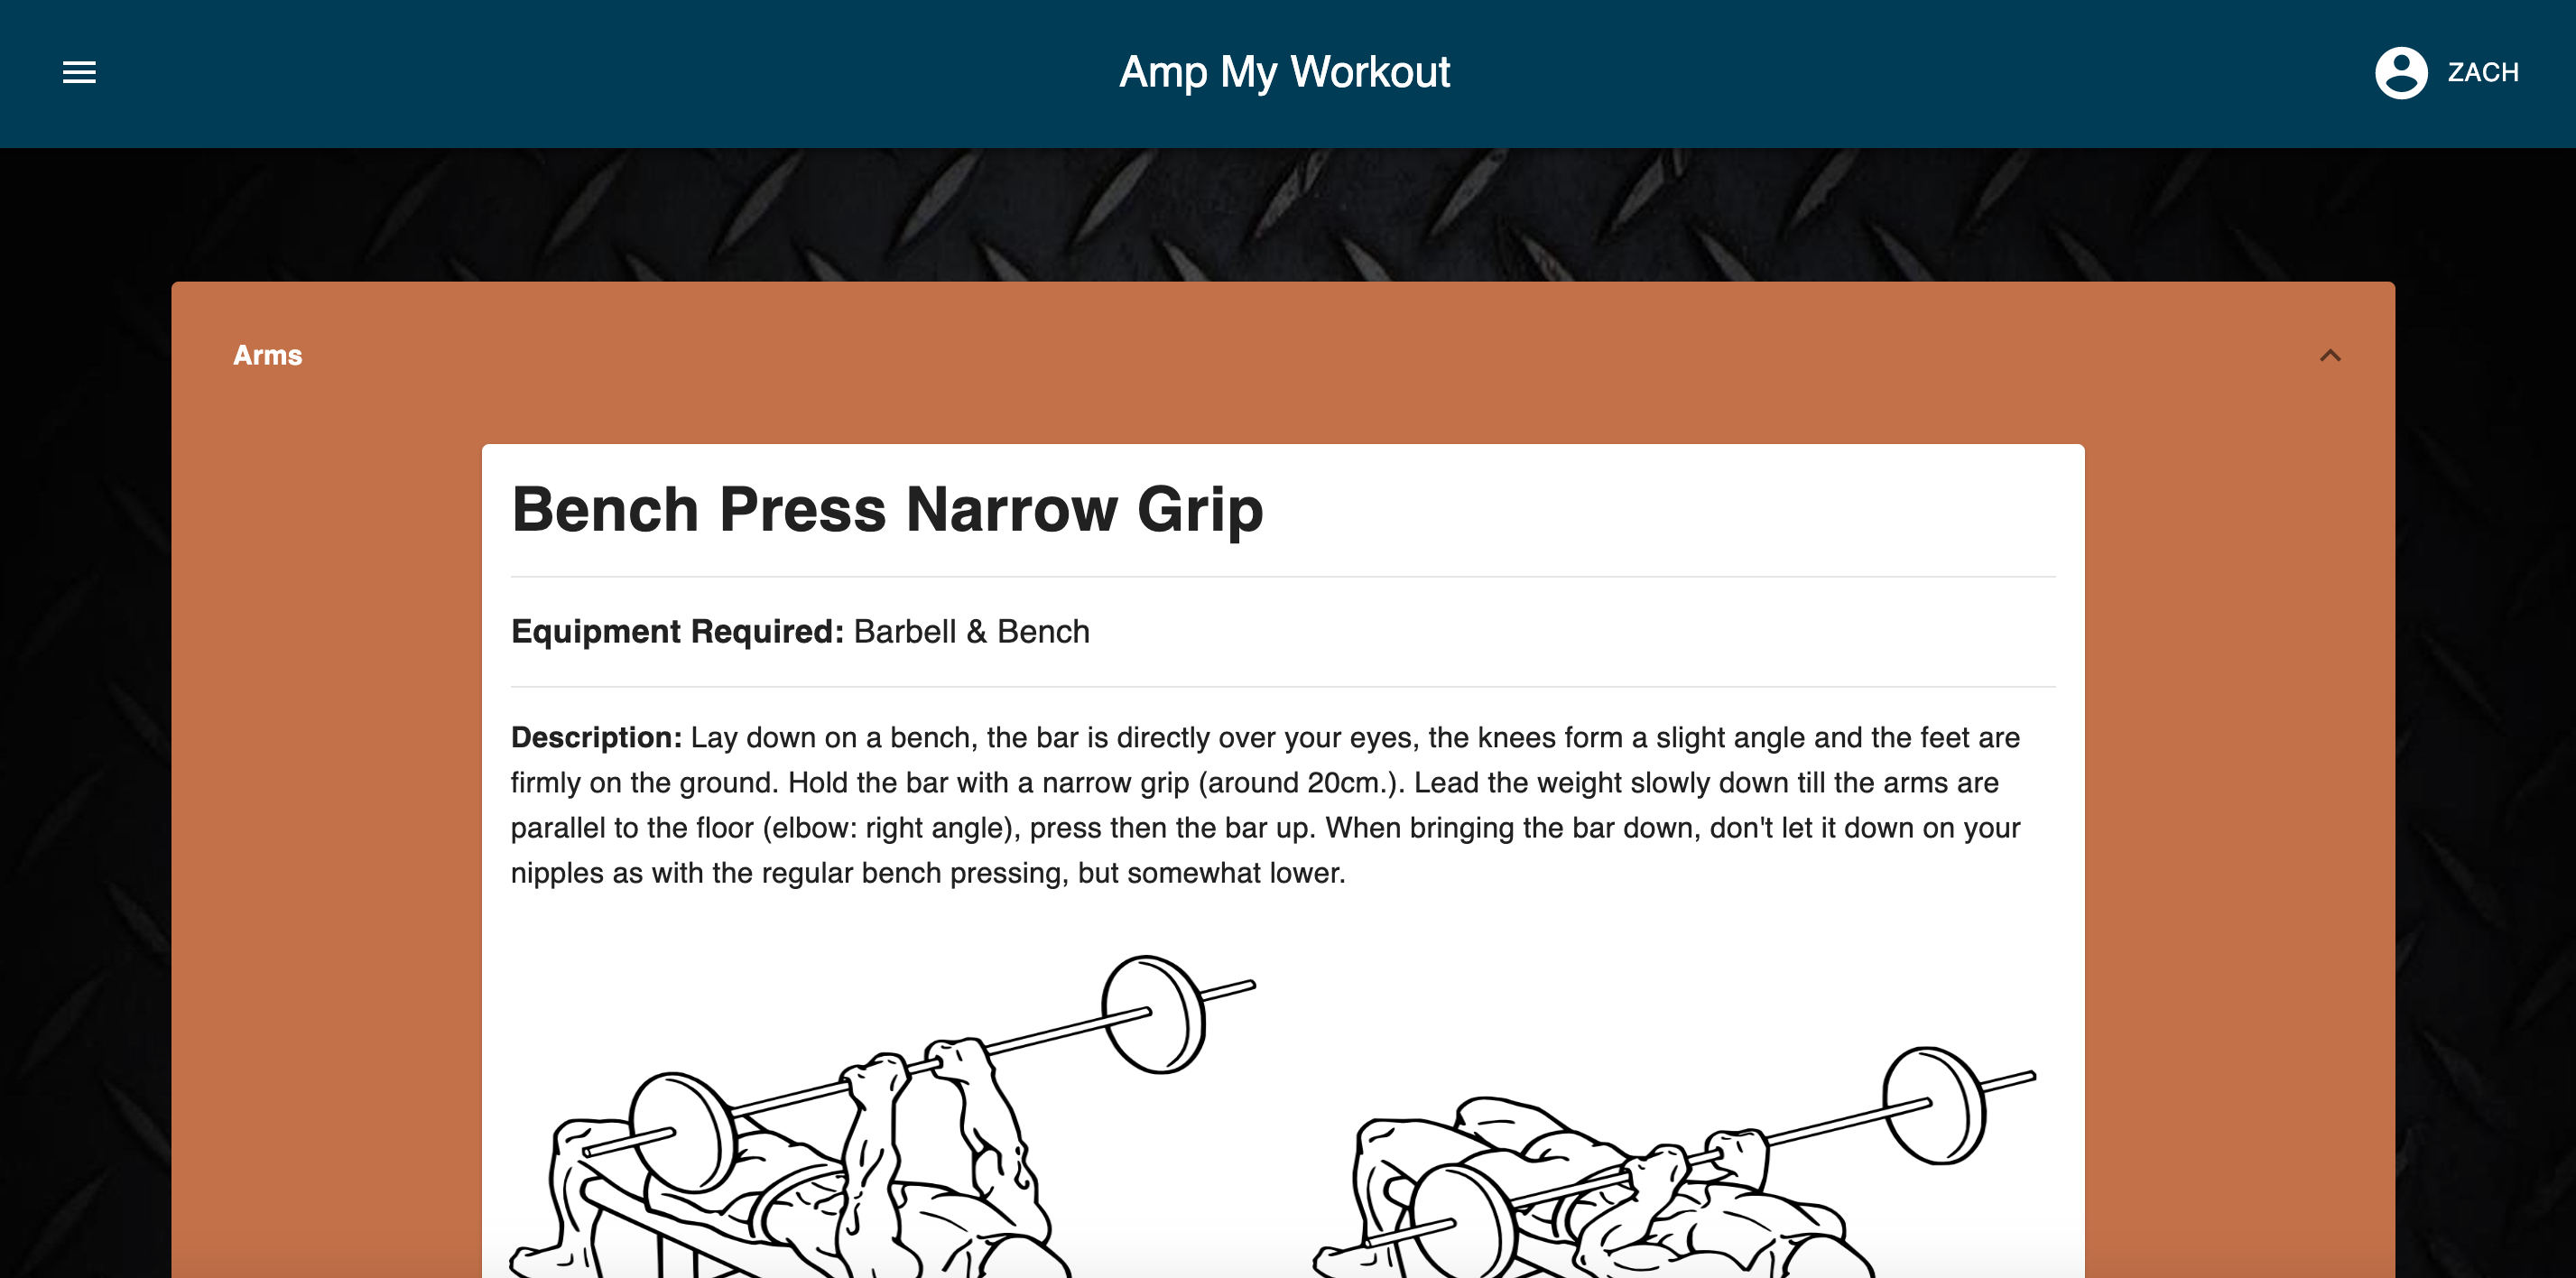 Amp My Workout
ZACH
Arms
Bench Press Narrow Grip
Equipment Required: Barbell & Bench
Description: Lay down on a bench, the bar is directly over your eyes, the knees form a slight angle and the feet are
firmly on the ground. Hold the bar with a narrow grip (around 20cm.). Lead the weight slowly down till the arms are
parallel to the floor (elbow: right angle), press then the bar up. When bringing the bar down, don't let it down on your
nipples as with the regular bench pressing, but somewhat lower.